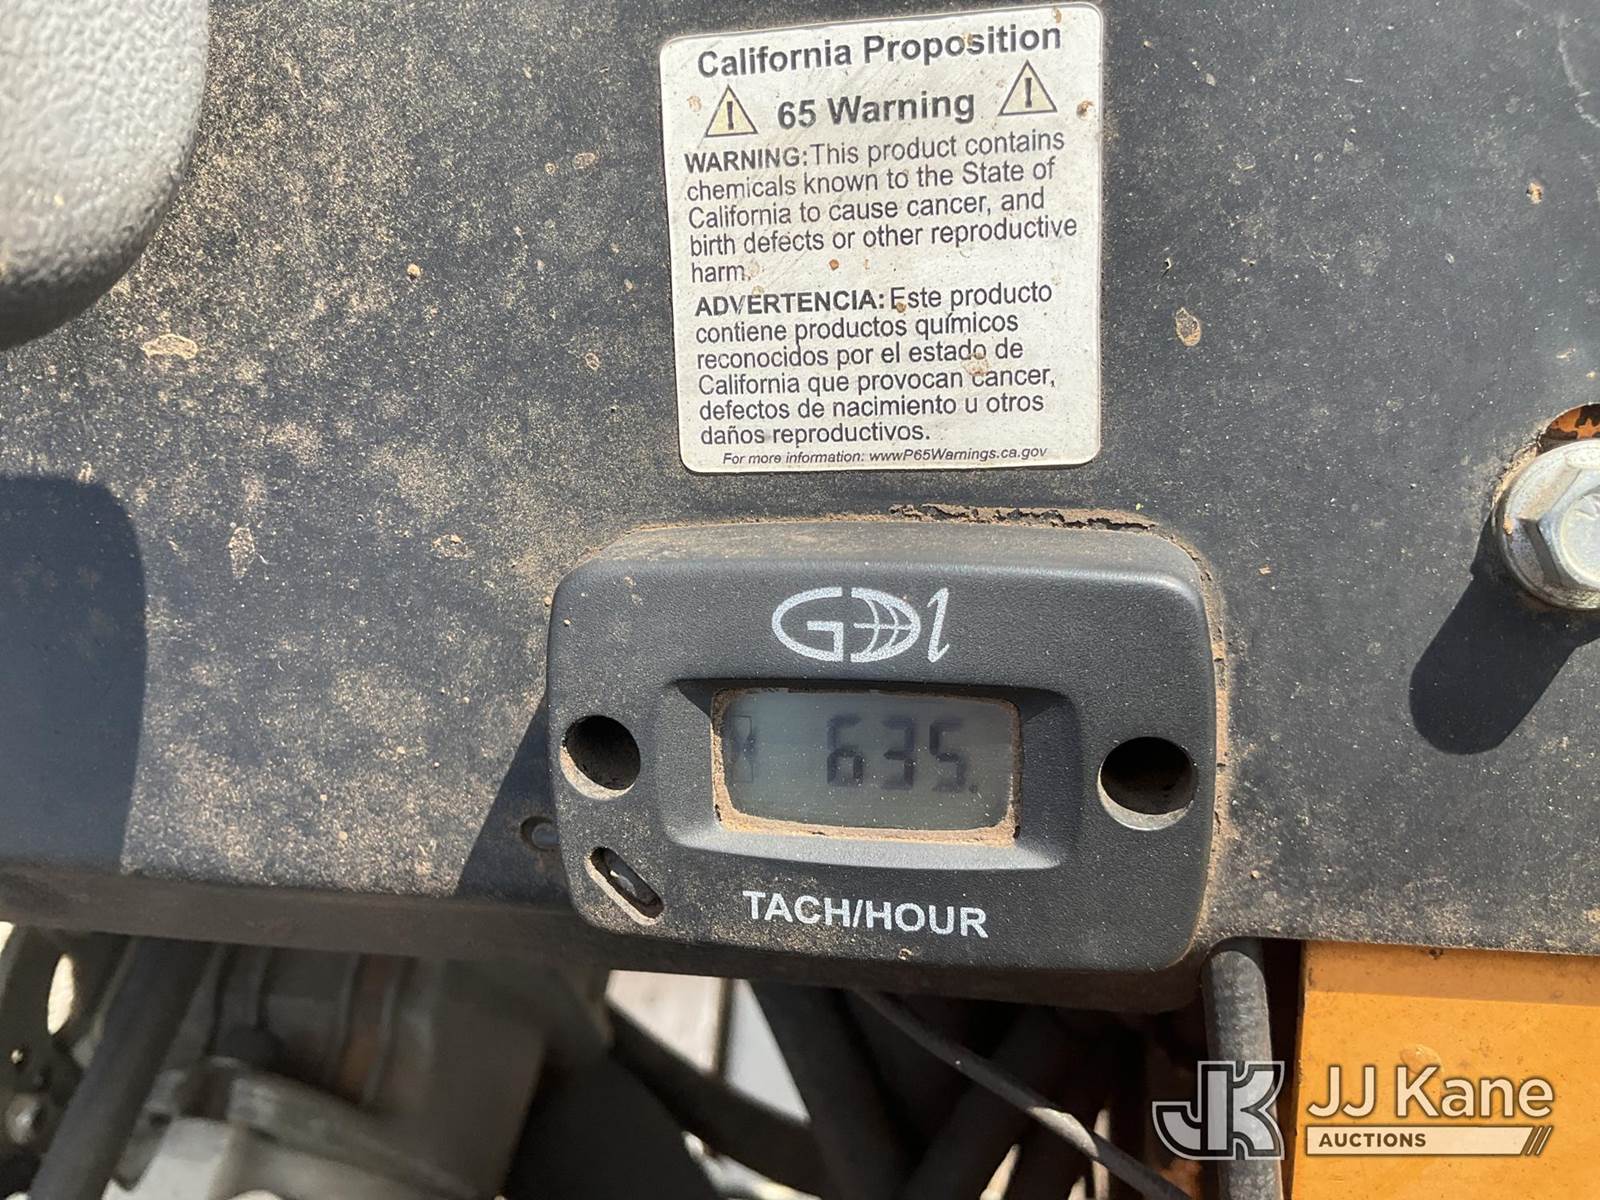 California Proposition
65 Warning
WARNING:This product contains
chemicals known to the State of
California to cause cancer, and
birth defects or other reproductive
harm.
ADVERTENCIA: Este producto
contiene productos químicos
reconocidos por el estado de
California que provocan cancer,
defectos de nacimiento u otros
daños reproductivos.
For more information: wwwP65Warnings.ca.gov
GDI
635.
TACH/HOUR
JK JJ Kane
AUCTIONS